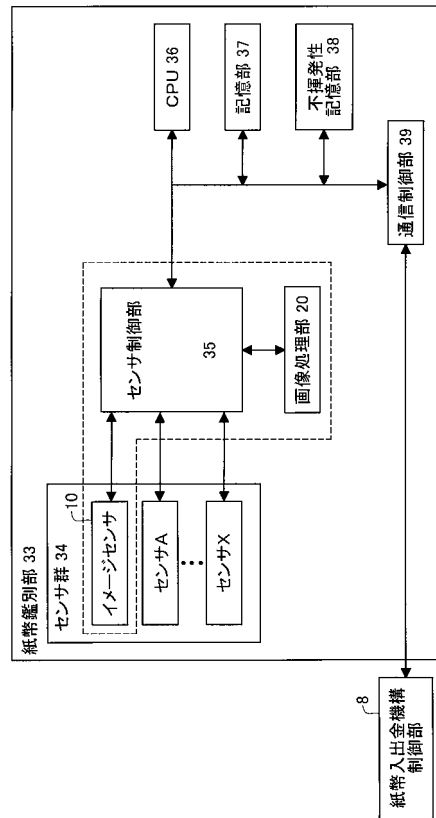 紙幣鑑別部 33
センサ群 34
10
イメージセンサ
センサA
センサX
センサ制御部
35
画像処理部 20
CPU 36
記憶部 37
不揮発性
記憶部 38
通信制御部 39
8
紙幣入出金機構
制御部